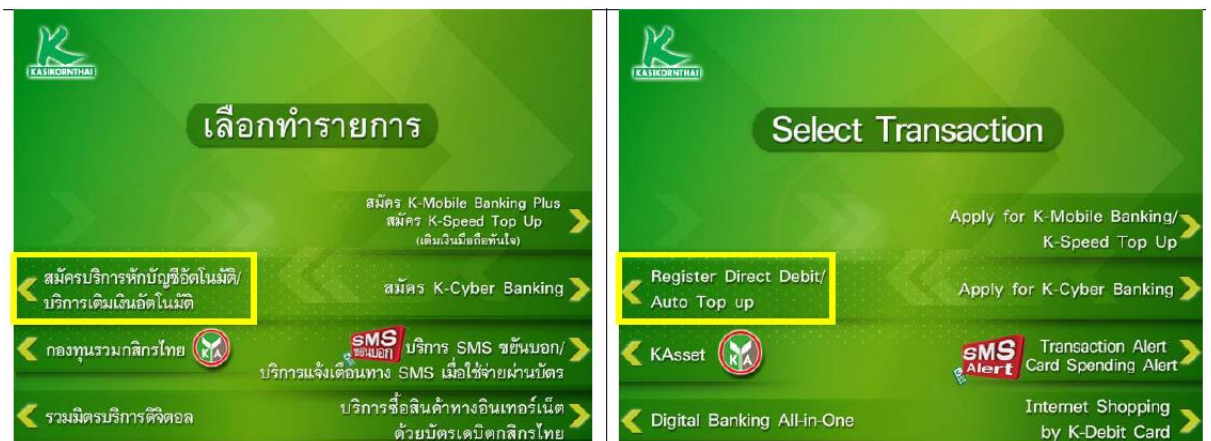 KASIKORNTHAI
เลือกทำรายการ
สมัคร K-Mobile Banking Plus
สมัคร K-Speed Top Up
(เติมเงินมือถือทันใจ)
สมัครบริการหักบัญชีอัตโนมัติ/
บริการเติมเงินอัตโนมัติ
สมัคร K-Cyber Banking
กองทุนรวมกสิกรไทย
KA
SMS
ขยันบอก
บริการ SMS ขยันบอก/
บริการแจ้งเตือนทาง SMS เมื่อใช้จ่ายผ่านบัตร
รวมมิตรบริการดิจิตอล
บริการซื้อสินค้าทางอินเทอร์เน็ต
ด้วยบัตรเดบิตกสิกรไทย
KASIKORNTHAI
Select Transaction
Apply for K-Mobile Banking/
K-Speed Top Up
Register Direct Debit/
Auto Top up
Apply for K-Cyber Banking
KAsset
KA
SMS
Alert
Transaction Alert
Card Spending Alert
Digital Banking All-in-One
Internet Shopping
by K-Debit Card